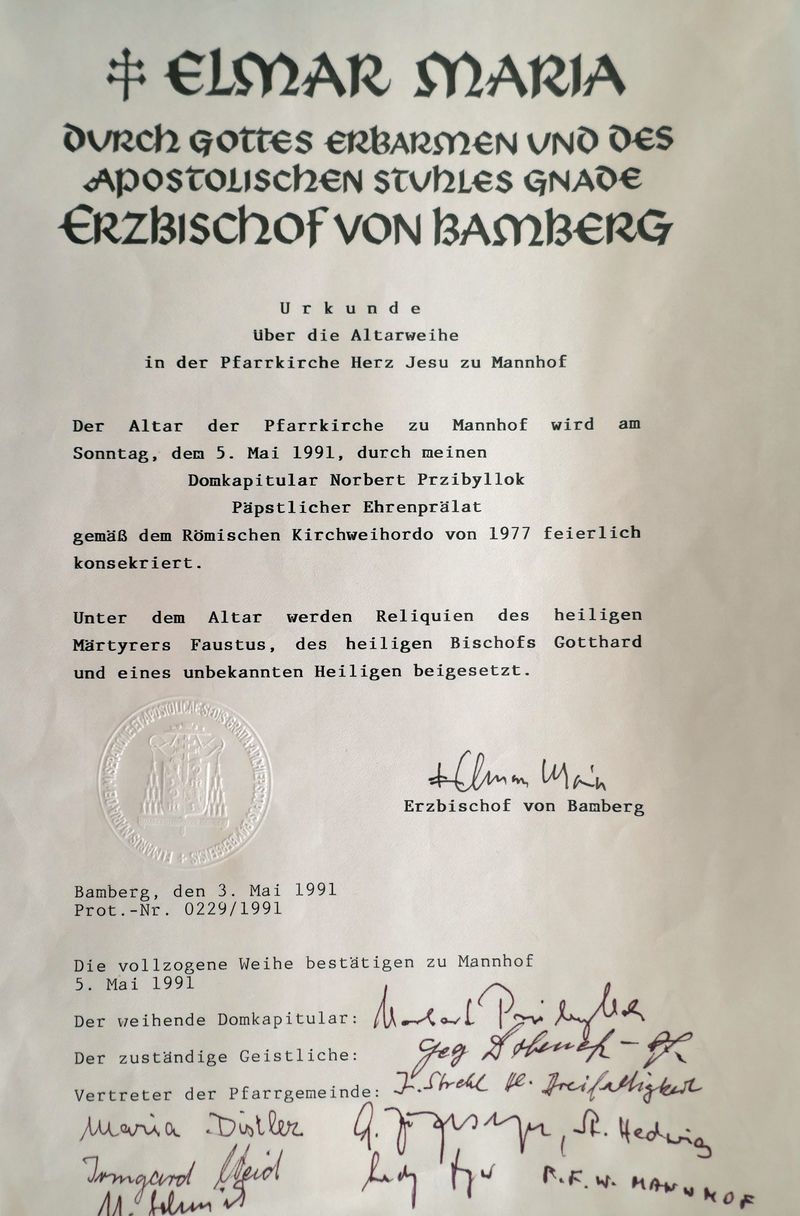 ELMAR MARIA
DURCH GOTTES ERBARMEN UND DES
APOSTOLISCHEN STUHLES GNADE
ERZBISCHOF VON BAMBERG
Urkunde
über die Altarweihe
in der Pfarrkirche Herz Jesu zu Mannhof
Der Altar der Pfarrkirche zu Mannhof wird am
Sonntag, dem 5. Mai 1991, durch meinen
Domkapitular Norbert Przibyllok
Päpstlicher Ehrenprälat
gemäß dem Römischen Kirchweihordo von 1977 feierlich
konsekriert.
Unter dem Altar werden Reliquien des heiligen
Märtyrers Faustus, des heiligen Bischofs Gotthard
und eines unbekannten Heiligen beigesetzt.
Elmar Maria
Erzbischof von Bamberg
Bamberg, den 3. Mai 1991
Prot.-Nr. 0229/1991
Die vollzogene Weihe bestätigen zu Mannhof
5. Mai 1991
Der weihende Domkapitular: Norbert Przibyllok
Der zuständige Geistliche:
Vertreter der Pfarrgemeinde: Dreifaltigkeit
Maria Distler G. , St. Hedwig
Irmgard MANNHOF